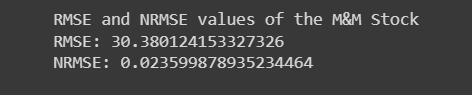 RMSE and NRMSE values of the M&M Stock
RMSE: 30.380124153327326
NRMSE: 0.023599878935234464